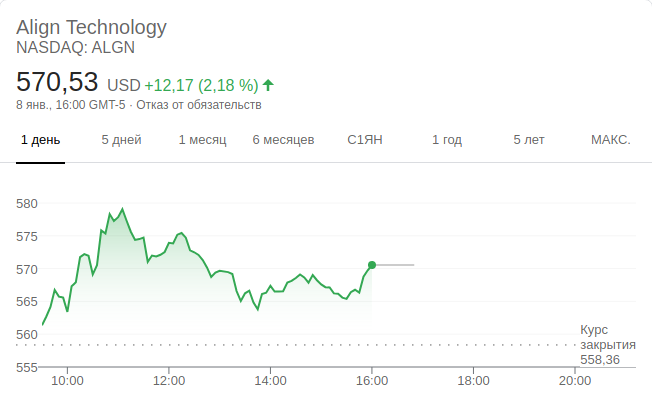 Align Technology
NASDAQ: ALGN
570,53 USD +12,17 (2,18 %)
8 янв., 16:00 GMT-5 · Отказ от обязательств
1 день 5 дней 1 месяц 6 месяцев С1ЯН 1 год 5 лет МАКС.
580
575
570
565
560
555
Курс
закрытия
558,36
10:00 12:00 14:00 16:00 18:00 20:00